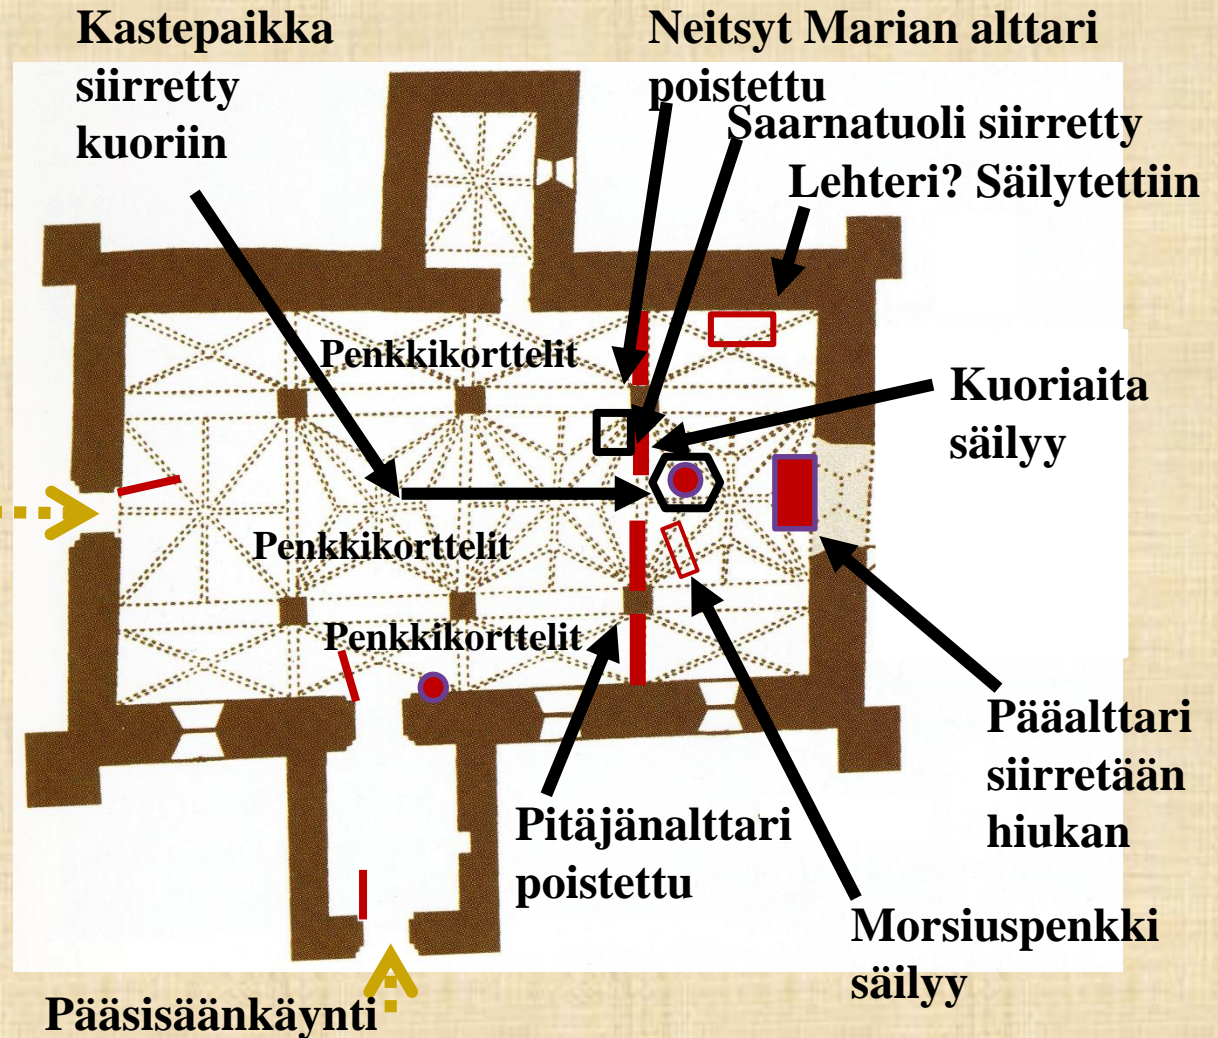 Kastepaikka
siirretty
kuoriin
Neitsyt Marian alttari
poistettu
Saarnatuoli siirretty
Lehteri? Säilytettiin
Penkkikorttelit
Kuoriaita
säilyy
Penkkikorttelit
Penkkikorttelit
Pääalttari
siirretään
hiukan
Pitäjänalttari
poistettu
Morsiuspenkki
säilyy
Pääsisäänkäynti